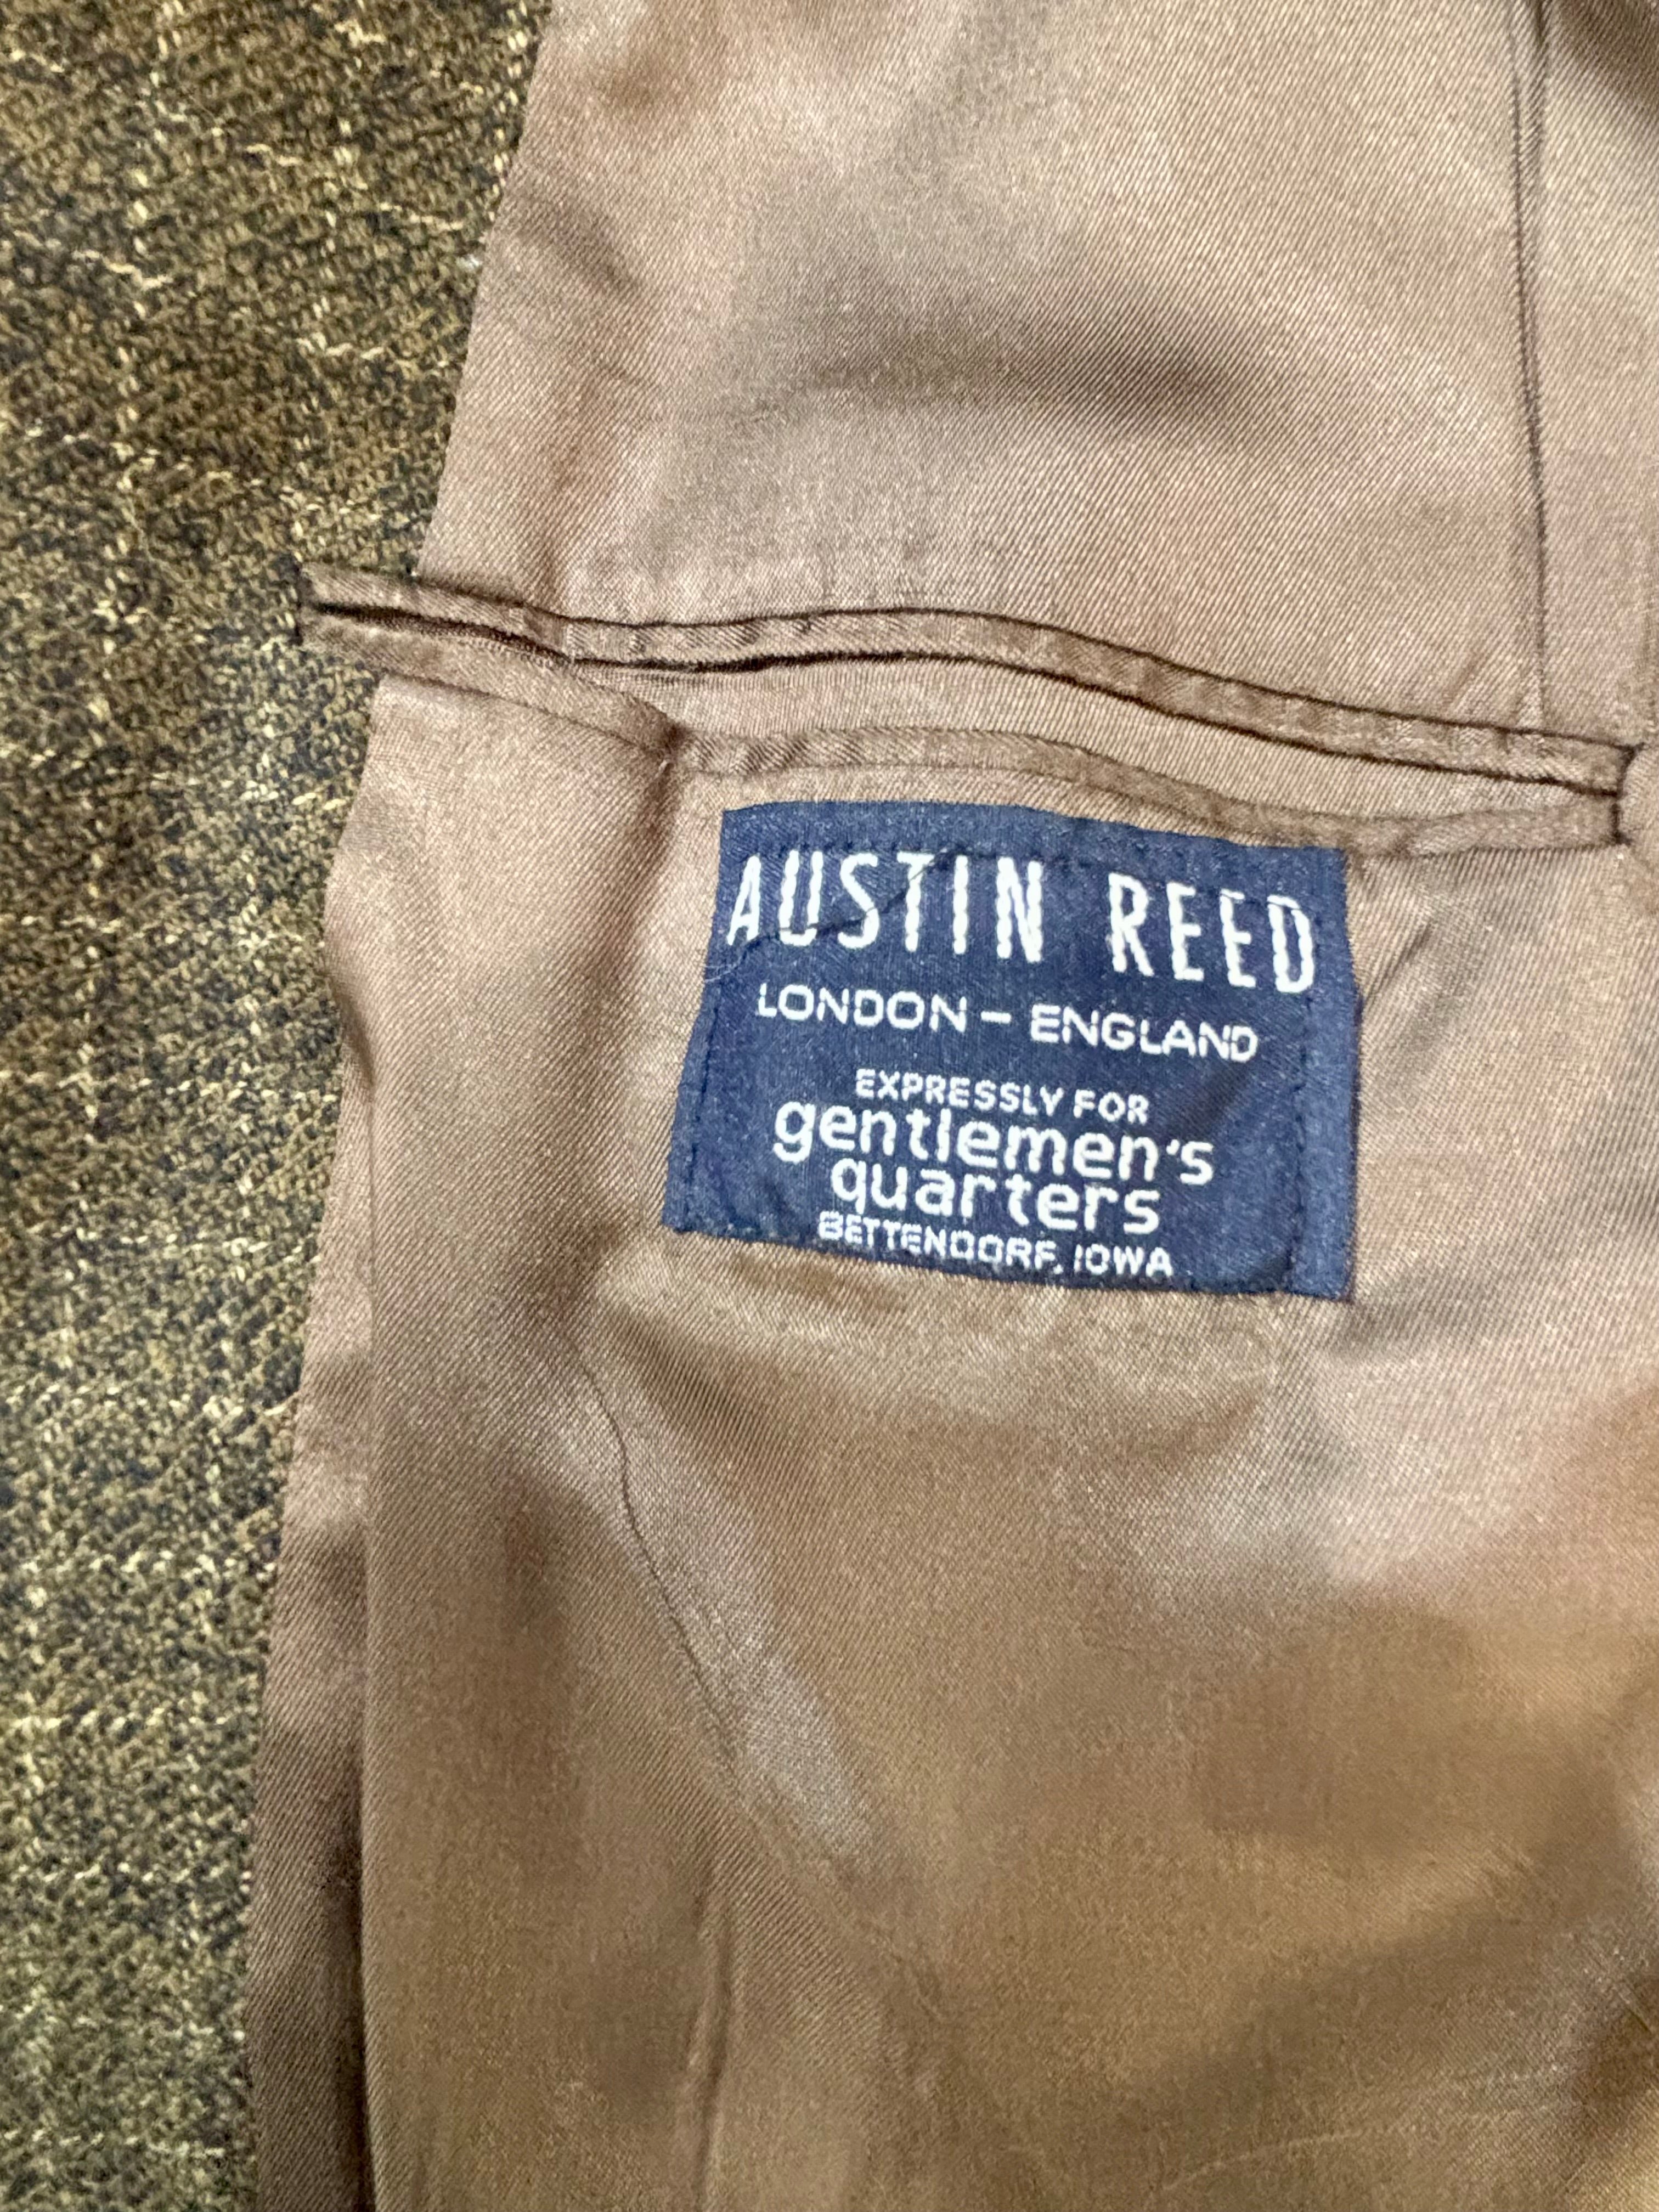 AUSTIN REED
LONDON – ENGLAND
EXPRESSLY FOR
gentlemen's
quarters
BETTENDORF, IOWA